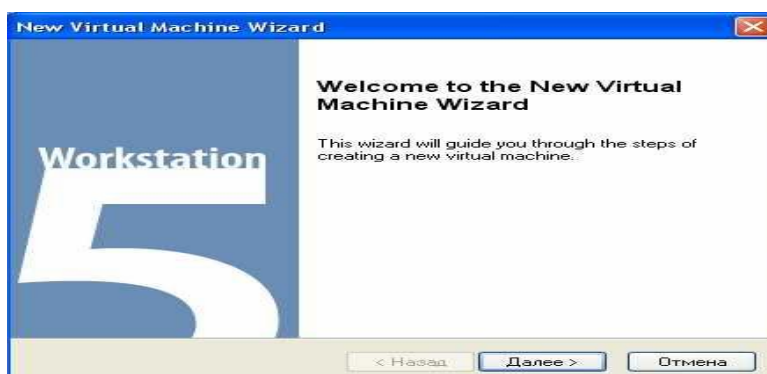 New Virtual Machine Wizard
Workstation
5
Welcome to the New Virtual
Machine Wizard
This wizard will guide you through the steps of
creating a new virtual machine.
< Назад
Далее >
Отмена